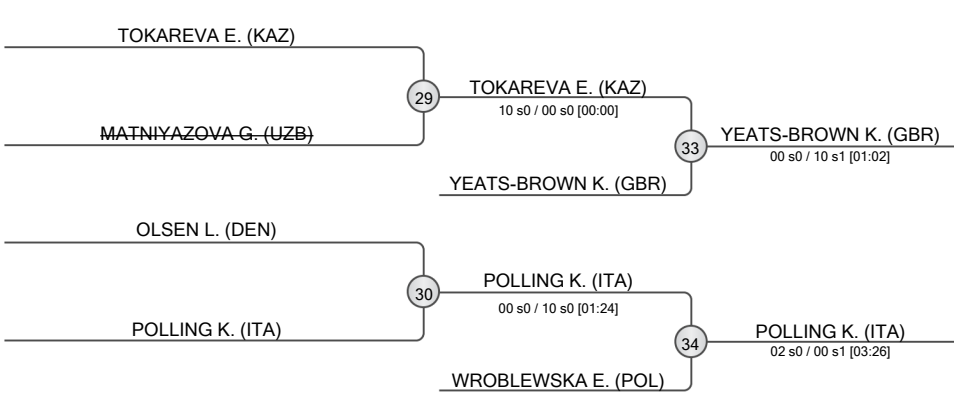 TOKAREVA E. (KAZ)
29
TOKAREVA E. (KAZ)
10 s0 / 00 s0 [00:00]
MATNIYAZOVA G. (UZB)
33
YEATS-BROWN K. (GBR)
00 s0 / 10 s1 [01:02]
YEATS-BROWN K. (GBR)
OLSEN L. (DEN)
30
POLLING K. (ITA)
00 s0 / 10 s0 [01:24]
POLLING K. (ITA)
34
POLLING K. (ITA)
02 s0 / 00 s1 [03:26]
WROBLEWSKA E. (POL)